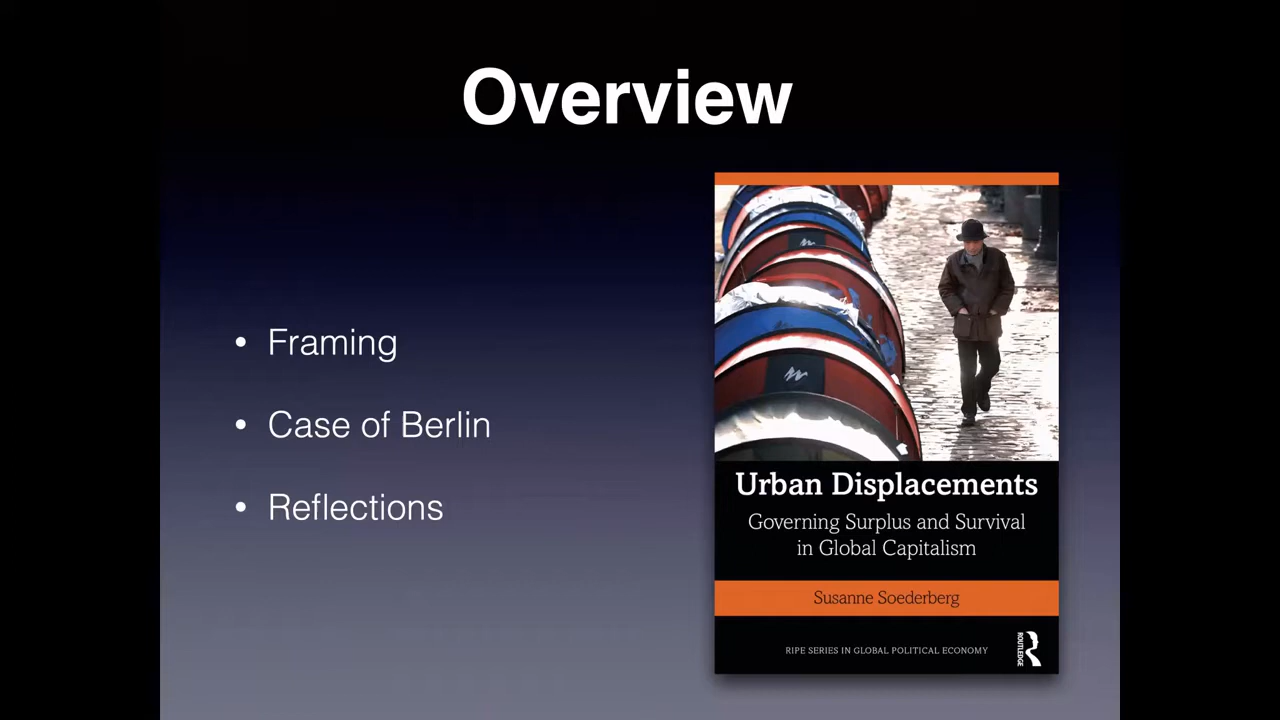 Overview
• Framing
• Case of Berlin
• Reflections
Urban Displacements
Governing Surplus and Survival
in Global Capitalism
Susanne Soederberg
RIPE SERIES IN GLOBAL POLITICAL ECONOMY
ROUTLEDGE